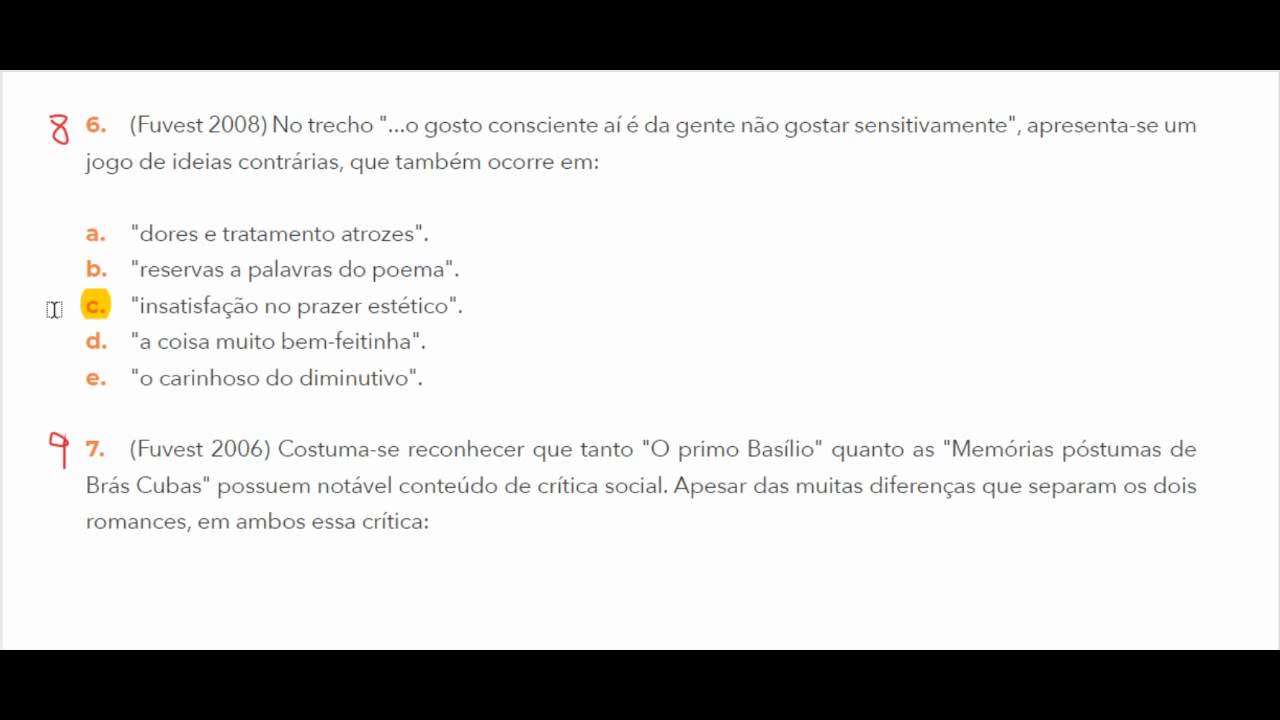 8 6. (Fuvest 2008) No trecho "...o gosto consciente aí é da gente não gostar sensitivamente", apresenta-se um
jogo de ideias contrárias, que também ocorre em:
a. "dores e tratamento atrozes".
b. "reservas a palavras do poema".
c. "insatisfação no prazer estético".
d. "a coisa muito bem-feitinha".
e. "o carinhoso do diminutivo".
9 7. (Fuvest 2006) Costuma-se reconhecer que tanto "O primo Basílio" quanto as "Memórias póstumas de
Brás Cubas" possuem notável conteúdo de crítica social. Apesar das muitas diferenças que separam os dois
romances, em ambos essa crítica: